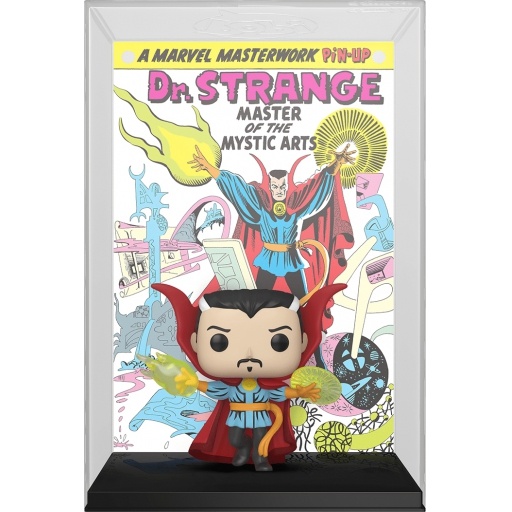 A MARVEL MASTERWORK PiN-UP
Dr. STRANGE
MASTER
OF THE
MYSTIC ARTS